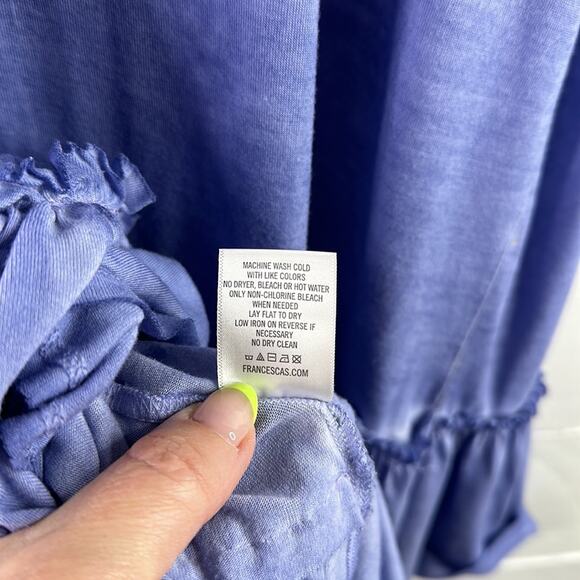 MACHINE WASH COLD
WITH LIKE COLORS
NO DRYER, BLEACH OR HOT WATER
ONLY NON-CHLORINE BLEACH
WHEN NEEDED
LAY FLAT TO DRY
LOW IRON ON REVERSE IF
NECESSARY
NO DRY CLEAN
FRANCESCAS.COM